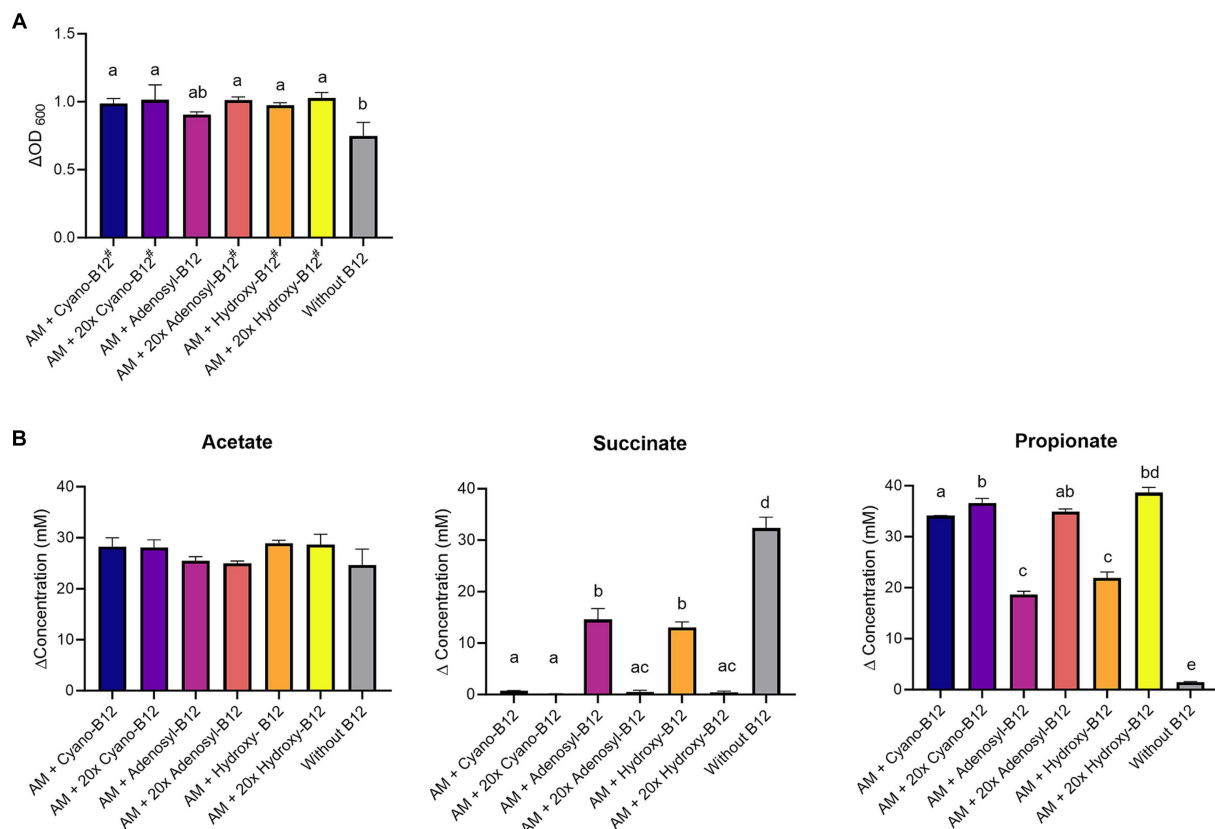 A
1.5
1.0
0.5
0.0
ΔOD 600
a
a
ab
a
a
a
b
AM + Cyano-B12#
AM + 20x Cyano-B12#
AM + Adenosyl-B12
AM + 20x Adenosyl-B12#
AM + Hydroxy-B12#
AM + 20x Hydroxy-B12#
Without B12
B
Acetate
40
30
20
10
0
ΔConcentration (mM)
AM + Cyano-B12
AM + 20x Cyano-B12
AM + Adenosyl-B12
AM + 20x Adenosyl-B12
AM + Hydroxy- B12
AM + 20x Hydroxy-B12
Without B12
Succinate
40
30
20
10
0
Δ Concentration (mM)
a
a
b
ac
b
ac
d
AM + Cyano-B12
AM + 20x Cyano-B12
AM + Adenosyl-B12
AM + 20x Adenosyl-B12
AM + Hydroxy-B12
AM + 20x Hydroxy-B12
Without B12
Propionate
40
30
20
10
0
Δ Concentration (mM)
a
b
c
ab
c
bd
e
AM + Cyano-B12
AM + 20x Cyano-B12
AM + Adenosyl-B12
AM + 20x Adenosyl-B12
AM + Hydroxy-B12
AM + 20x Hydroxy-B12
Without B12